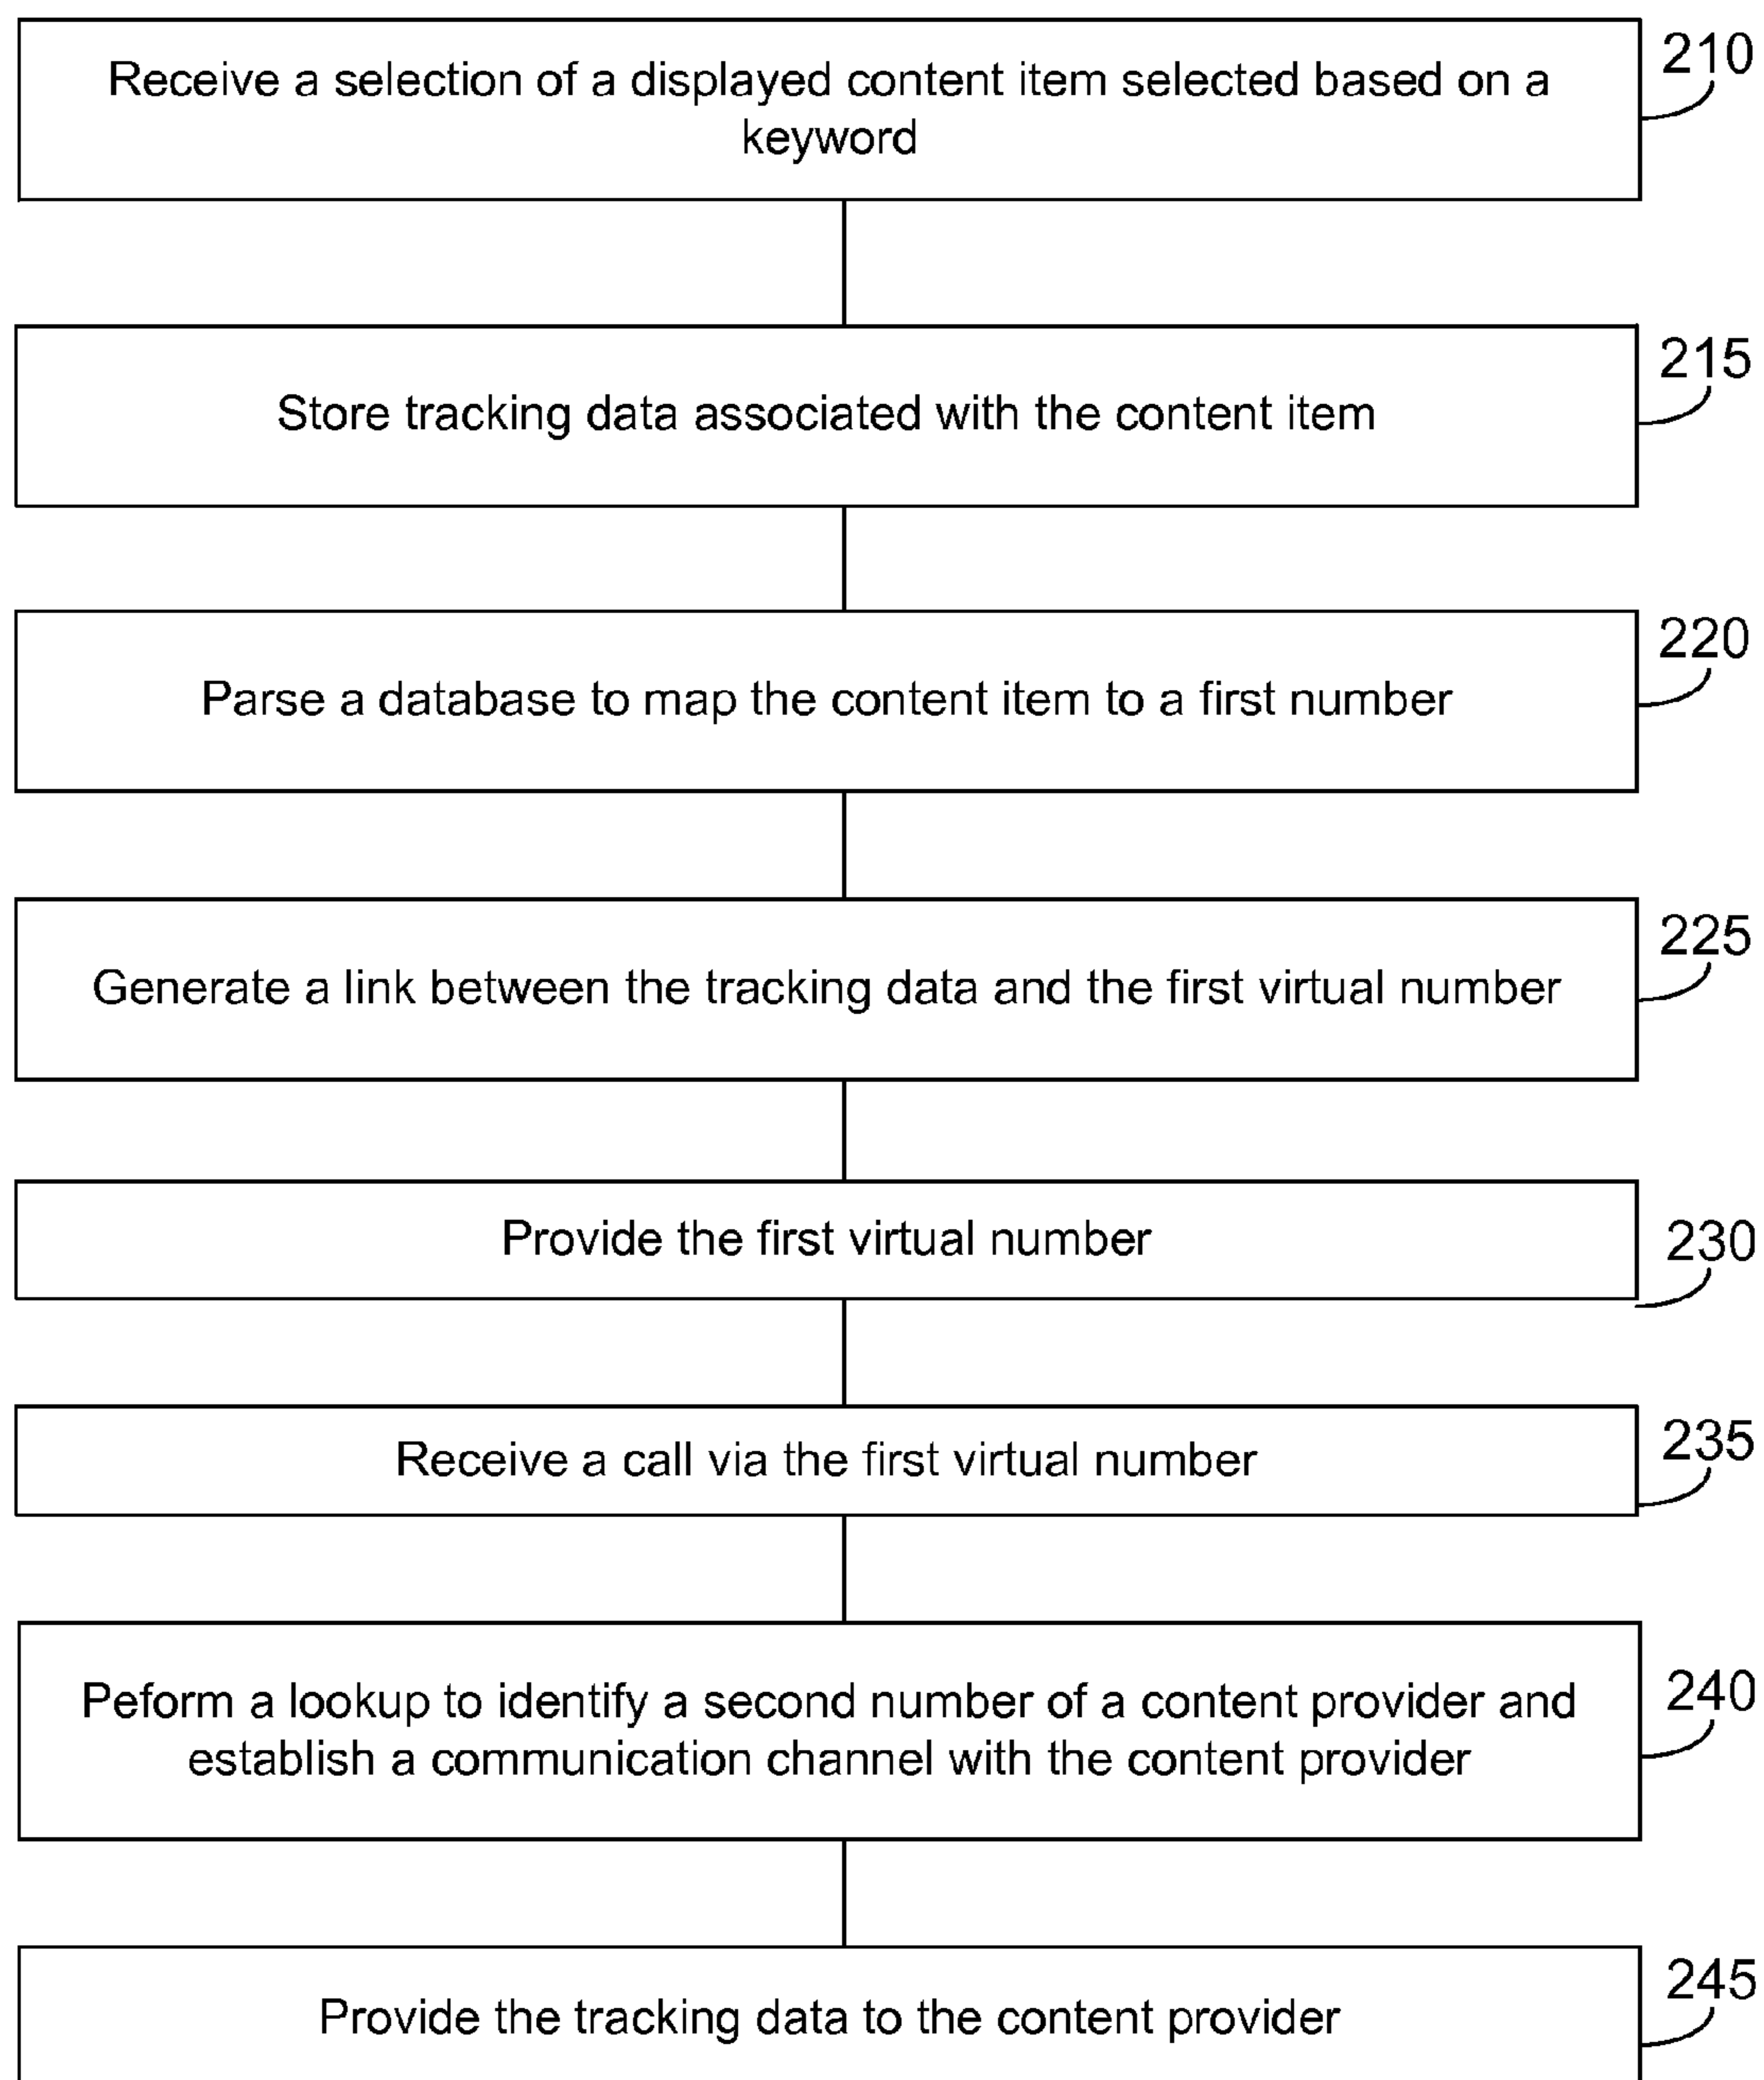 210
Receive a selection of a displayed content item selected based on a
keyword
215
Store tracking data associated with the content item
220
Parse a database to map the content item to a first number
225
Generate a link between the tracking data and the first virtual number
Provide the first virtual number
230
Receive a call via the first virtual number
235
240
Peform a lookup to identify a second number of a content provider and
establish a communication channel with the content provider
245
Provide the tracking data to the content provider